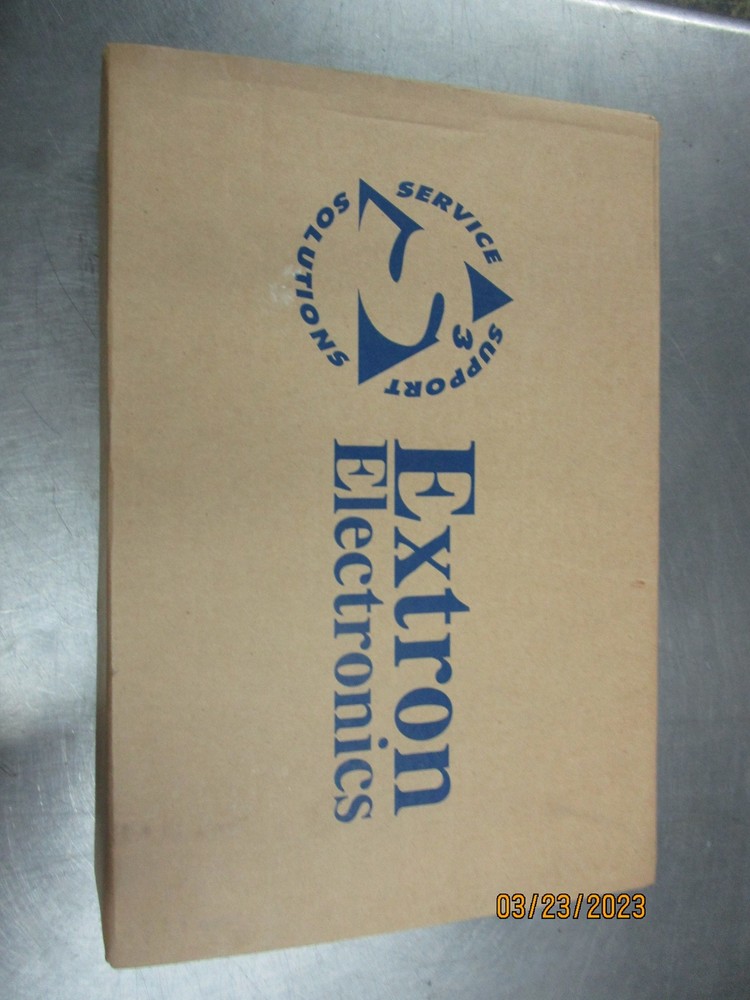 SERVICE
SUPPORT
SOLUTIONS
3
Extron
Electronics
03/23/2023